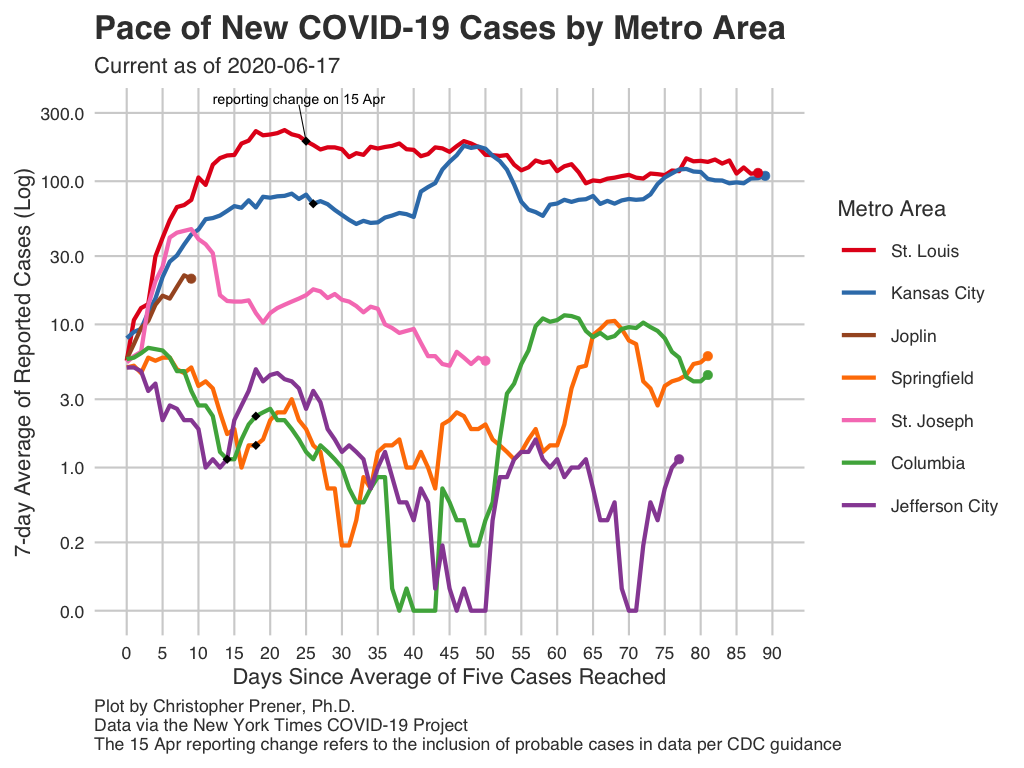 Pace of New COVID-19 Cases by Metro Area
Current as of 2020-06-17
reporting change on 15 Apr
7-day Average of Reported Cases (Log)
300.0
100.0
30.0
10.0
3.0
1.0
0.2
0.0
0 5 10 15 20 25 30 35 40 45 50 55 60 65 70 75 80 85 90
Days Since Average of Five Cases Reached
Metro Area
St. Louis
Kansas City
Joplin
Springfield
St. Joseph
Columbia
Jefferson City
Plot by Christopher Prener, Ph.D.
Data via the New York Times COVID-19 Project
The 15 Apr reporting change refers to the inclusion of probable cases in data per CDC guidance